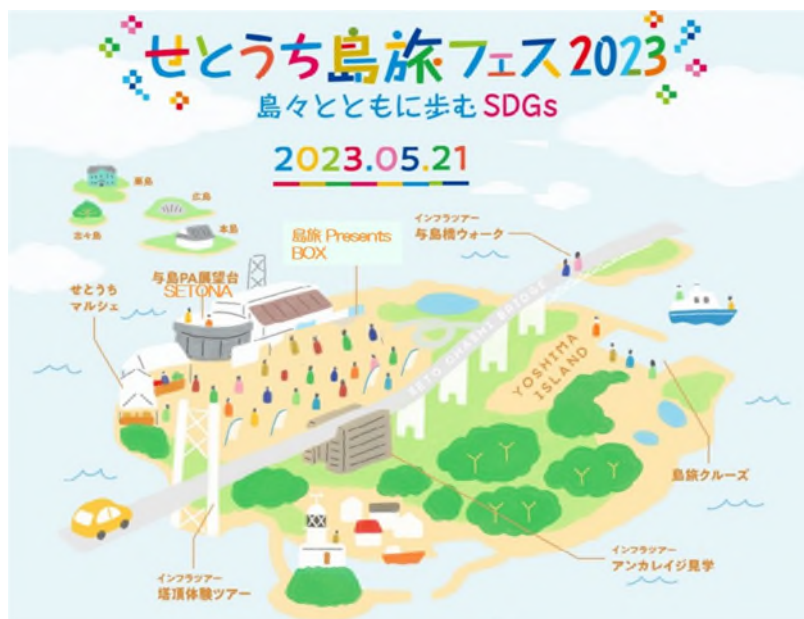 せとうち島旅フェス2023
島々とともに歩むSDGs
2023.05.21
粟島
広島
志々島
本島
島旅 Presents
BOX
インフラツアー
与島橋ウォーク
与島PA展望台
SETONA
せとうち
マルシェ
SETO OHASHI BRIDGE
YOSHIMA
ISLAND
島旅クルーズ
インフラツアー
アンカレイジ見学
インフラツアー
塔頂体験ツアー